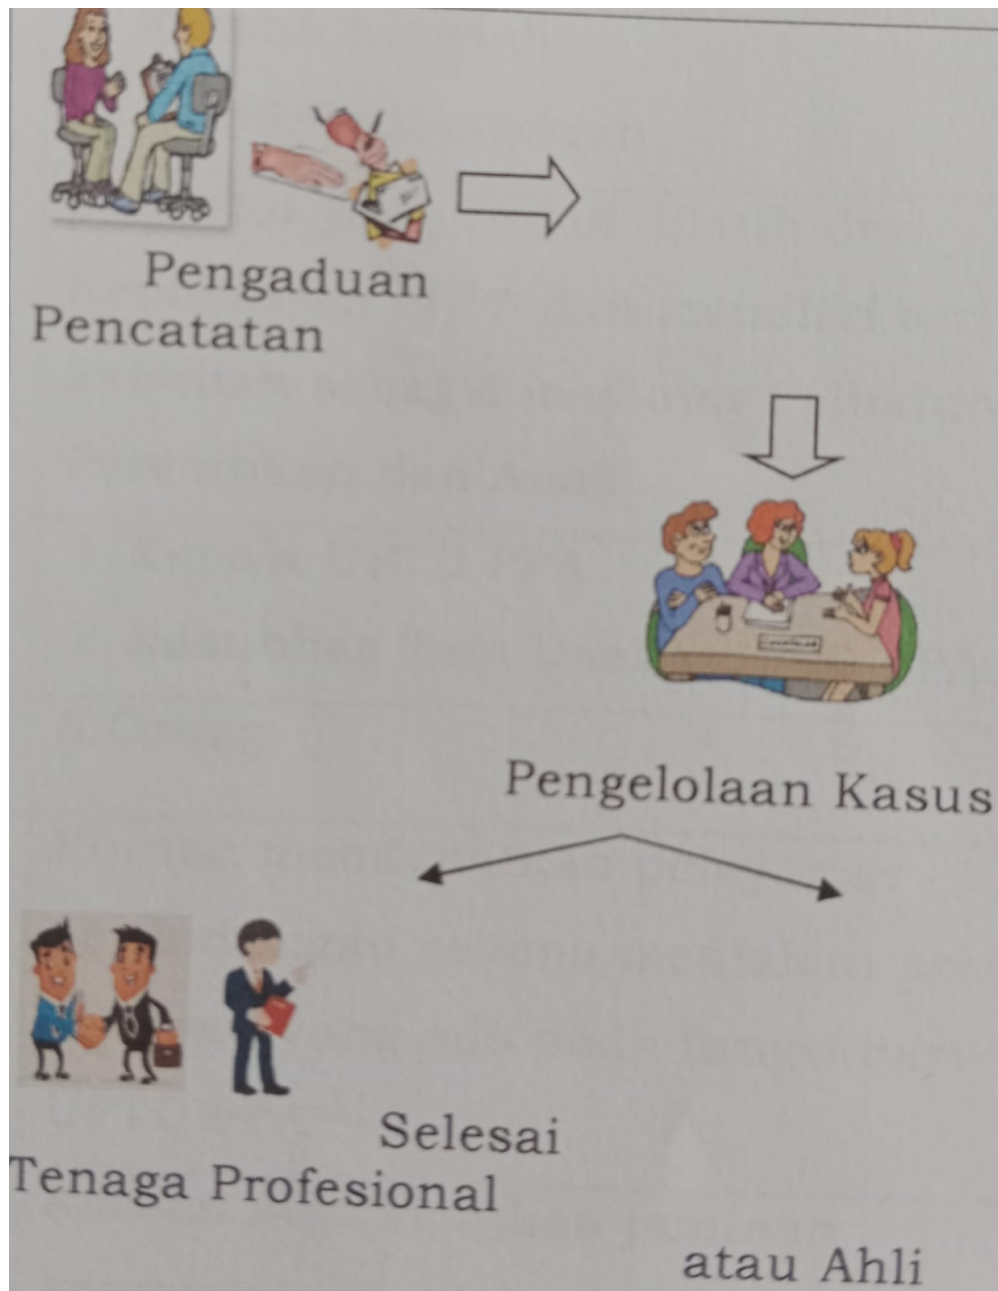 Pengaduan
Pencatatan
Pengelolaan Kasus
Selesai
Tenaga Profesional
atau Ahli